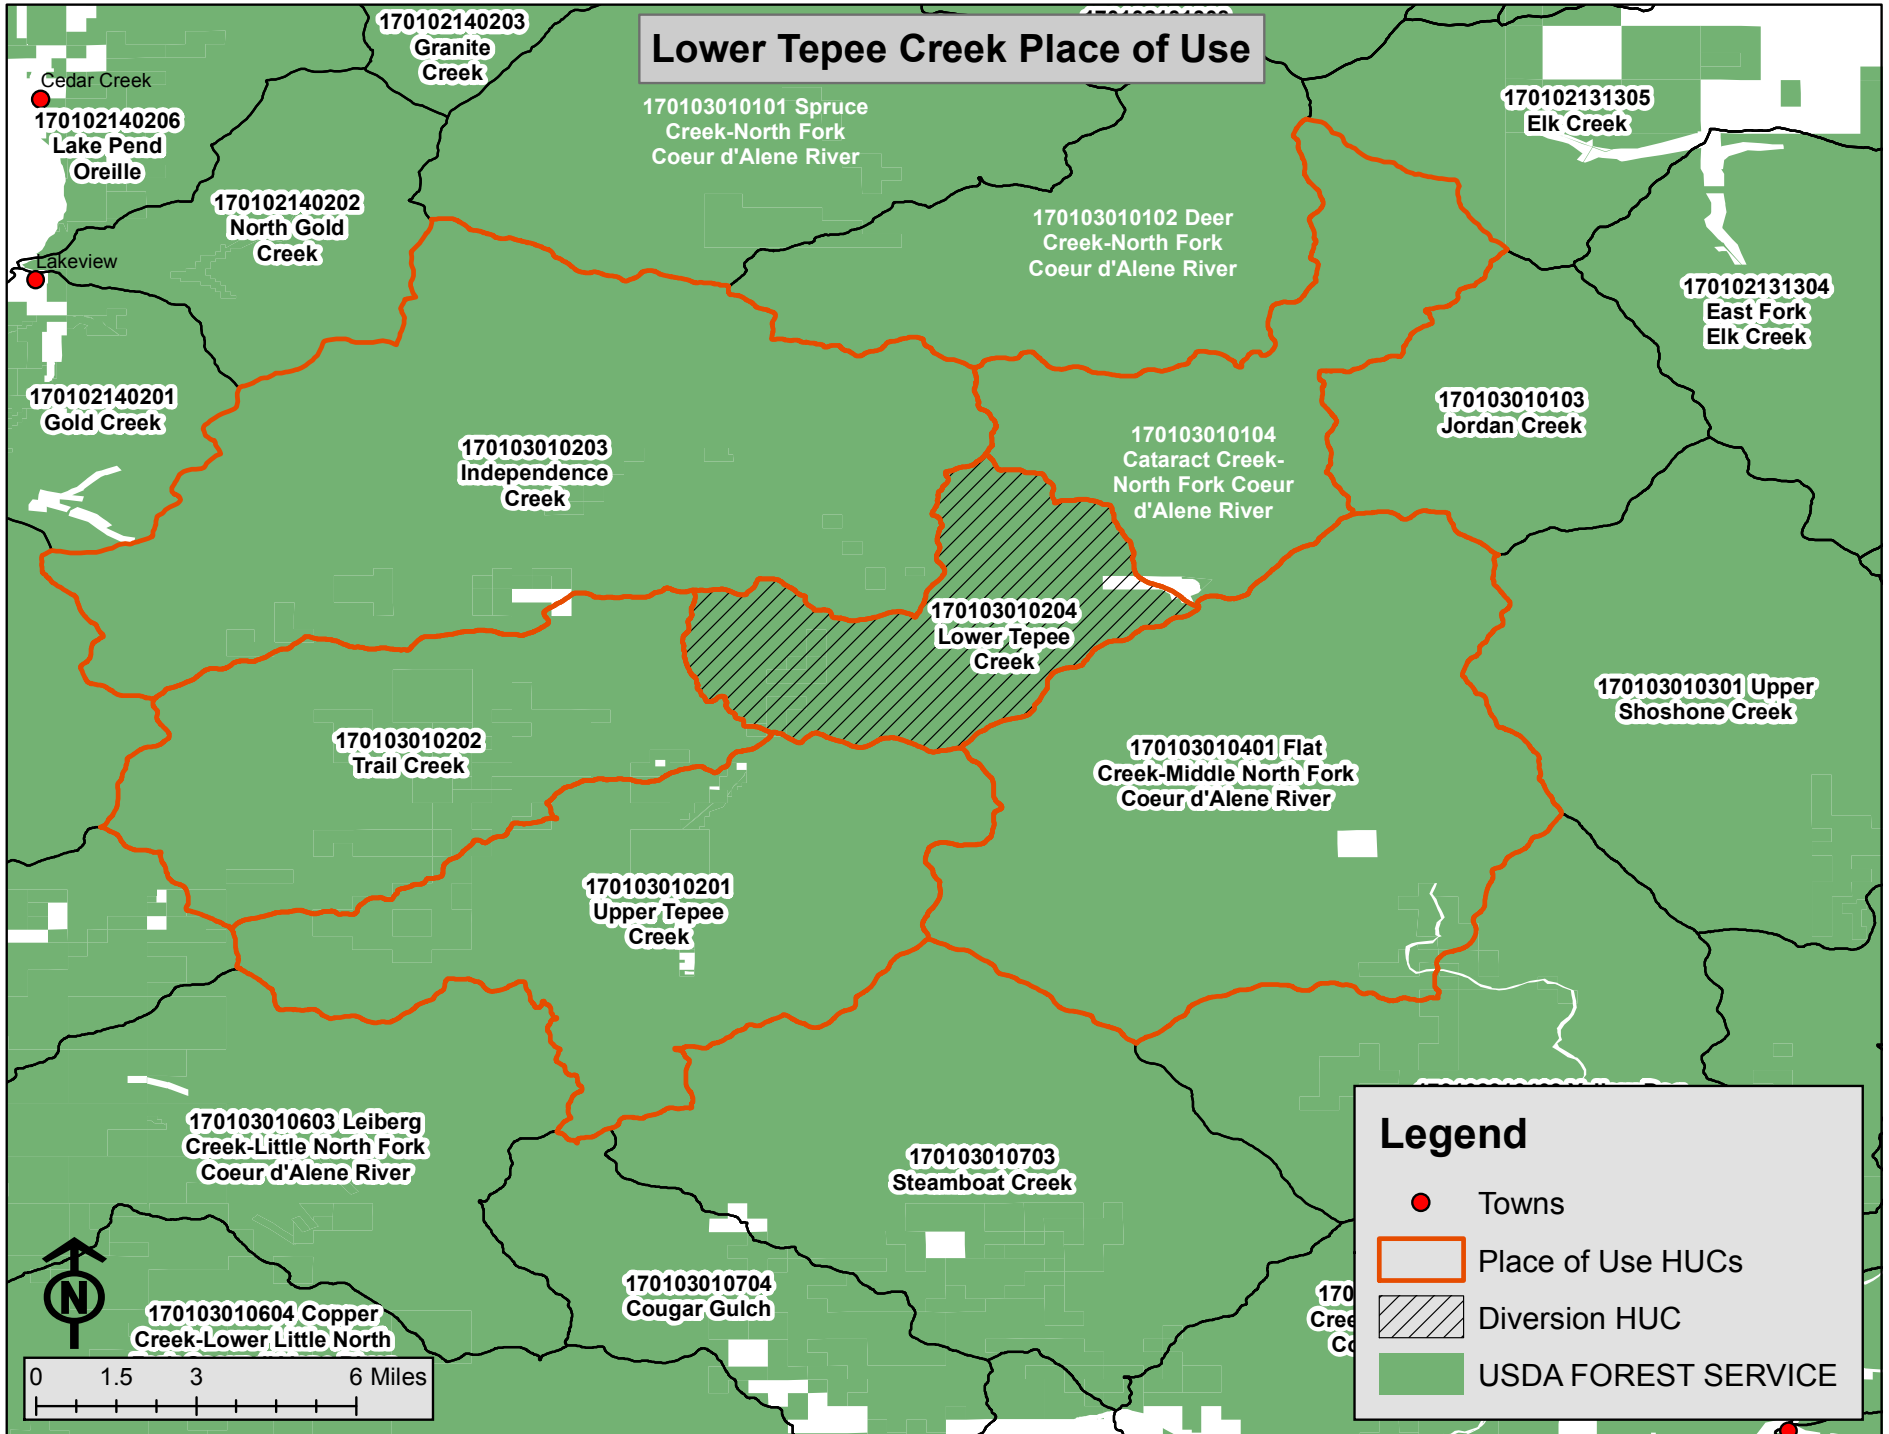 Lower Tepee Creek Place of Use
170102140203
Granite
Creek
Cedar Creek
170102140206
Lake Pend
Oreille
170103010101 Spruce
Creek-North Fork
Coeur d'Alene River
170102131305
Elk Creek
170102140202
North Gold
Creek
170103010102 Deer
Creek-North Fork
Coeur d'Alene River
Lakeview
170102131304
East Fork
Elk Creek
170102140201
Gold Creek
170103010103
Jordan Creek
170103010203
Independence
Creek
170103010104
Cataract Creek-
North Fork Coeur
d'Alene River
170103010204
Lower Tepee
Creek
170103010301 Upper
Shoshone Creek
170103010202
Trail Creek
170103010401 Flat
Creek-Middle North Fork
Coeur d'Alene River
170103010201
Upper Tepee
Creek
170103010603 Leiberg
Creek-Little North Fork
Coeur d'Alene River
170103010703
Steamboat Creek
170103010704
Cougar Gulch
170103010604 Copper
Creek-Lower Little North
170
Cree
Co
Legend
Towns
Place of Use HUCs
Diversion HUC
USDA FOREST SERVICE
N
0 1.5 3 6 Miles